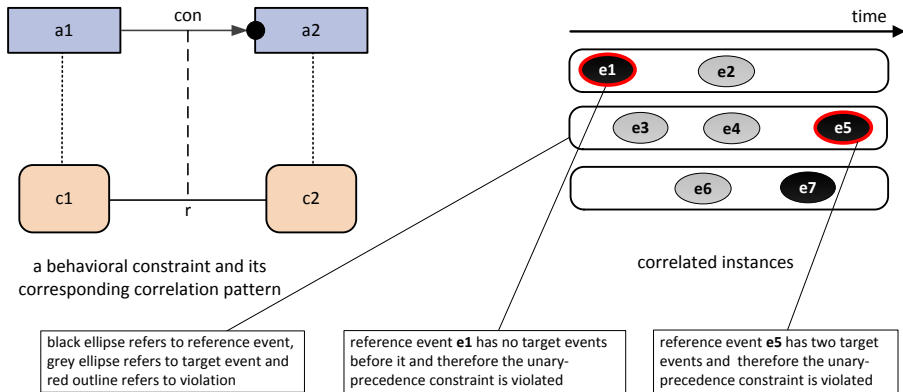 con
a1
a2
c1
c2
r
a behavioral constraint and its
corresponding correlation pattern
time
e1
e2
e3
e4
e5
e6
e7
correlated instances
black ellipse refers to reference event,
grey ellipse refers to target event and
red outline refers to violation
reference event e1 has no target events
before it and therefore the unary-
precedence constraint is violated
reference event e5 has two target
events and therefore the unary-
precedence constraint is violated